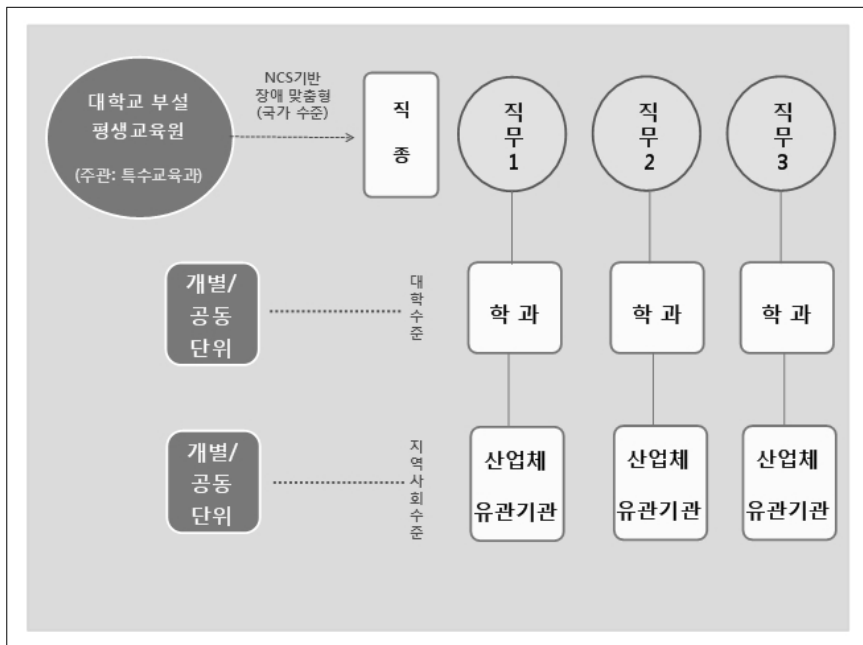 대학교 부설
평생교육원
(주관: 특수교육과)
NCS기반
장애 맞춤형
(국가 수준)
직
종
직
무
1
직
무
2
직
무
3
개별/
공동
단위
대
학
수
준
학 과
학 과
학 과
개별/
공동
단위
지
역
사
회
수
준
산업체
유관기관
산업체
유관기관
산업체
유관기관